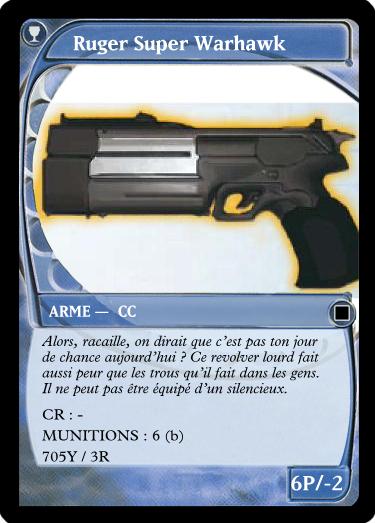 Ruger Super Warhawk
ARME — CC
Alors, racaille, on dirait que c'est pas ton jour
de chance aujourd'hui ? Ce revolver lourd fait
aussi peur que les trous qu'il fait dans les gens.
Il ne peut pas être équipé d'un silencieux.
CR : -
MUNITIONS : 6 (b)
705Y / 3R
6P/-2